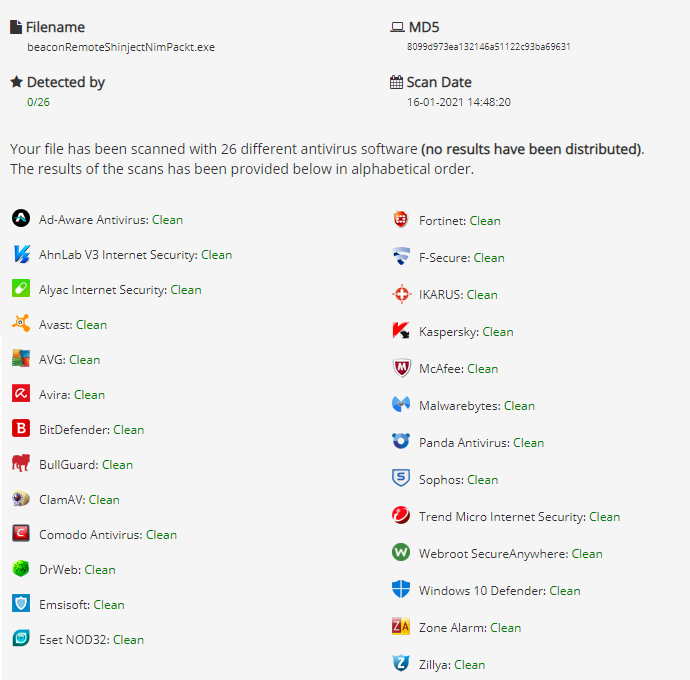 Filename
beaconRemoteShinjectNimPackt.exe
MD5
8099d973ea132146a51122c93ba69631
Detected by
0/26
Scan Date
16-01-2021 14:48:20
Your file has been scanned with 26 different antivirus software (no results have been distributed).
The results of the scans has been provided below in alphabetical order.
Ad-Aware Antivirus: Clean
AhnLab V3 Internet Security: Clean
Alyac Internet Security: Clean
Avast: Clean
AVG: Clean
Avira: Clean
BitDefender: Clean
BullGuard: Clean
ClamAV: Clean
Comodo Antivirus: Clean
DrWeb: Clean
Emsisoft: Clean
Eset NOD32: Clean
Fortinet: Clean
F-Secure: Clean
IKARUS: Clean
Kaspersky: Clean
McAfee: Clean
Malwarebytes: Clean
Panda Antivirus: Clean
Sophos: Clean
Trend Micro Internet Security: Clean
Webroot SecureAnywhere: Clean
Windows 10 Defender: Clean
Zone Alarm: Clean
Zillya: Clean